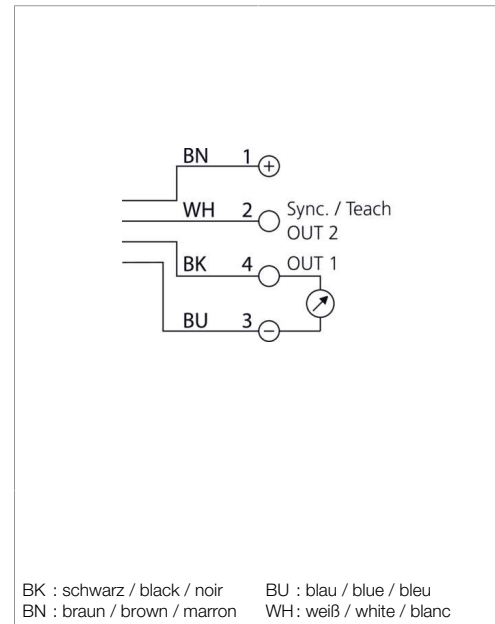 BN 1 +
WH 2 Sync. / Teach
OUT 2
BK 4 OUT 1
BU 3 −
BK : schwarz / black / noir BU : blau / blue / bleu
BN : braun / brown / marron WH : weiß / white / blanc